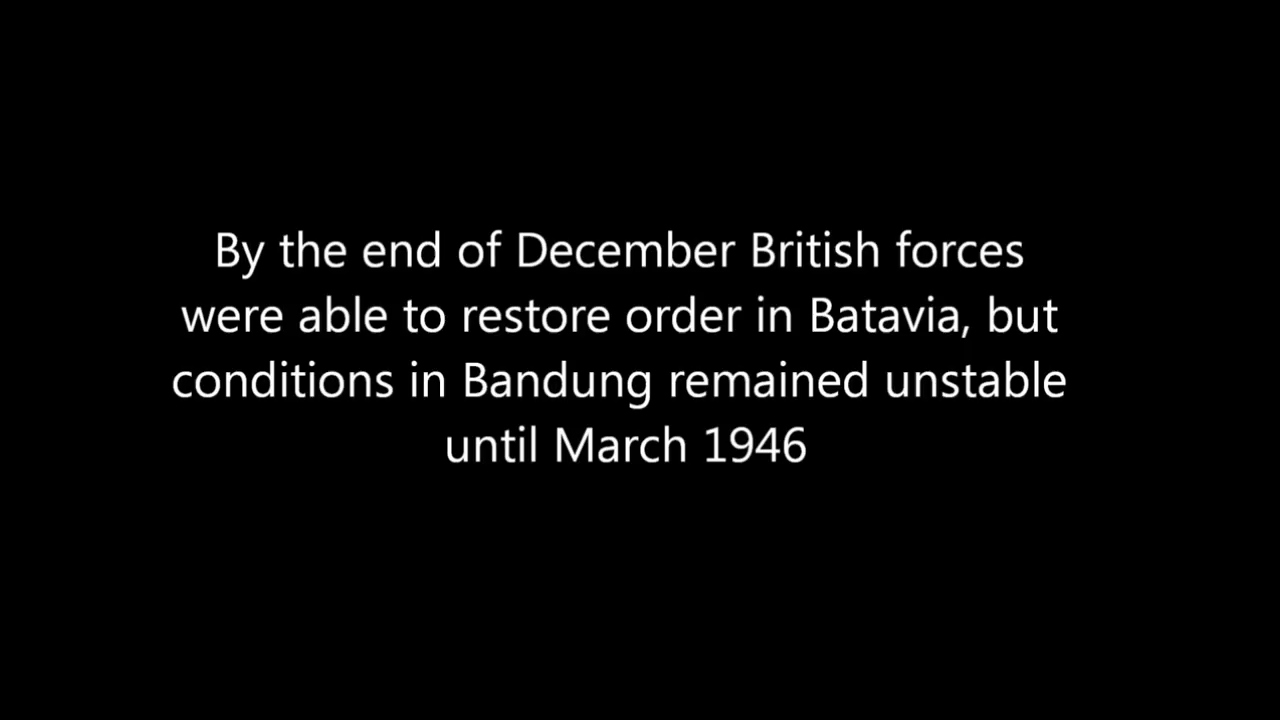 By the end of December British forces
were able to restore order in Batavia, but
conditions in Bandung remained unstable
until March 1946